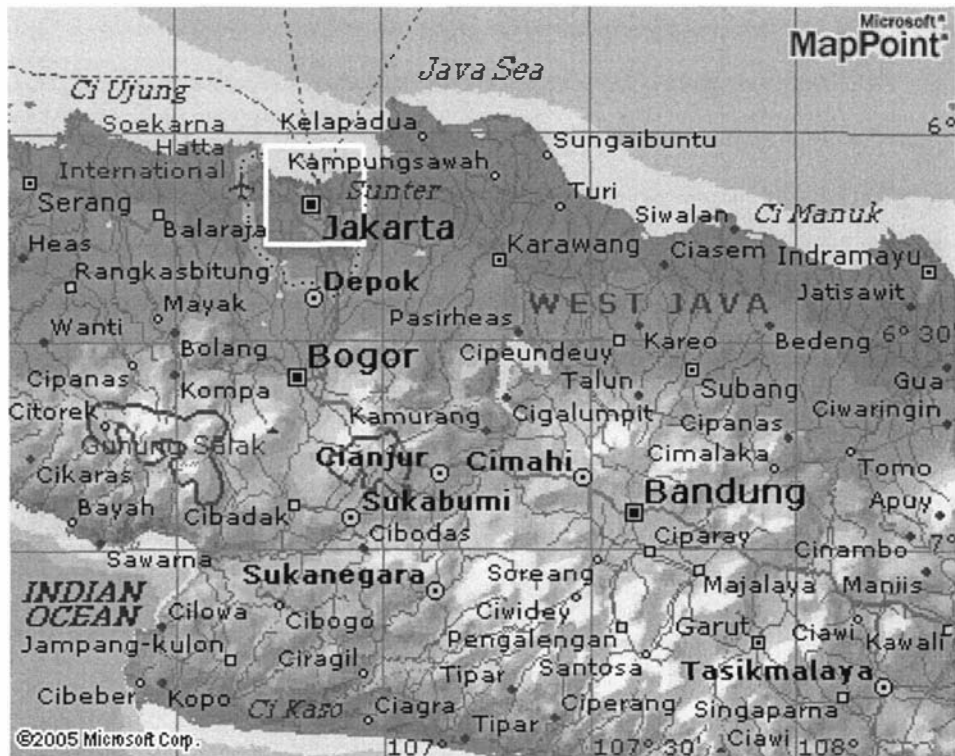 Microsoft®
MapPoint®
Java Sea
Ci Ujung
Soekarna
Hatta
International
Kelapadua
6°
Sungaibuntu
Kampungsawah
Sunter
Turi
Serang
Jakarta
Siwalan
Ci Manuk
Balaraja
Karawang
Ciasem
Heas
Indramayu
Rangkasbitung
Depok
Jatisawit
Mayak
WEST JAVA
Wanti
Pasirheas
Kareo
Bedeng
6° 30'
Bolang
Bogor
Cipeundeuy
Cipanas
Kompa
Talun
Subang
Gua
Citorek
Kamurang
Cigalumpit
Ciwaringin
Gunung Salak
Cipanas
Cianjur
Cimahi
Cimalaka
Cikaras
Tomo
Bandung
Apuy
Bayah
Cibadak
Sukabumi
Cibodas
Ciparay
Cinambo
7°
Sawarna
Sukanegara
Soreang
Majalaya
Maniis
INDIAN
OCEAN
Cilowa
Cibogo
Ciwidey
Jampang-kulon
Pengalengan
Garut
Ciawi
Kawali
Ciragil
Santosa
Tasikmalaya
Cibeber
Kopo
Tipar
Ci Kaso
Ciagra
Ciperang
Singaparna
Tipar
Ciawi
©2005 Microsoft Corp.
107°
107° 30'
108°